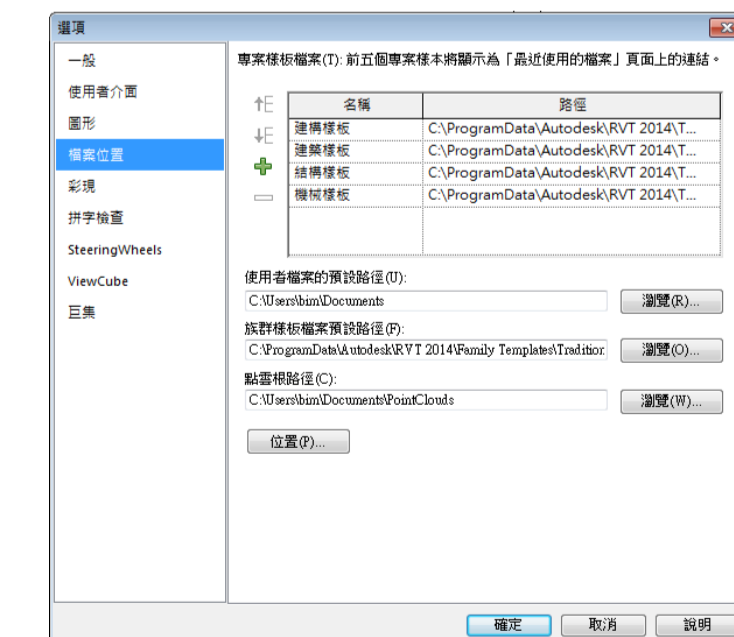 選項
一般
使用者介面
圖形
檔案位置
彩現
拼字檢查
SteeringWheels
ViewCube
巨集
專案樣板檔案(T): 前五個專案樣本將顯示為「最近使用的檔案」頁面上的連結。
名稱 路徑
建構樣板 C:\ProgramData\Autodesk\RVT 2014\T...
建築樣板 C:\ProgramData\Autodesk\RVT 2014\T...
結構樣板 C:\ProgramData\Autodesk\RVT 2014\T...
機械樣板 C:\ProgramData\Autodesk\RVT 2014\T...
使用者檔案的預設路徑(U):
C:\Users\bim\Documents 瀏覽(R)...
族群樣板檔案預設路徑(F):
C:\ProgramData\Autodesk\RVT 2014\Family Templates\Tradition 瀏覽(O)...
點雲根路徑(C):
C:\Users\bim\Documents\PointClouds 瀏覽(W)...
位置(P)...
確定 取消 說明